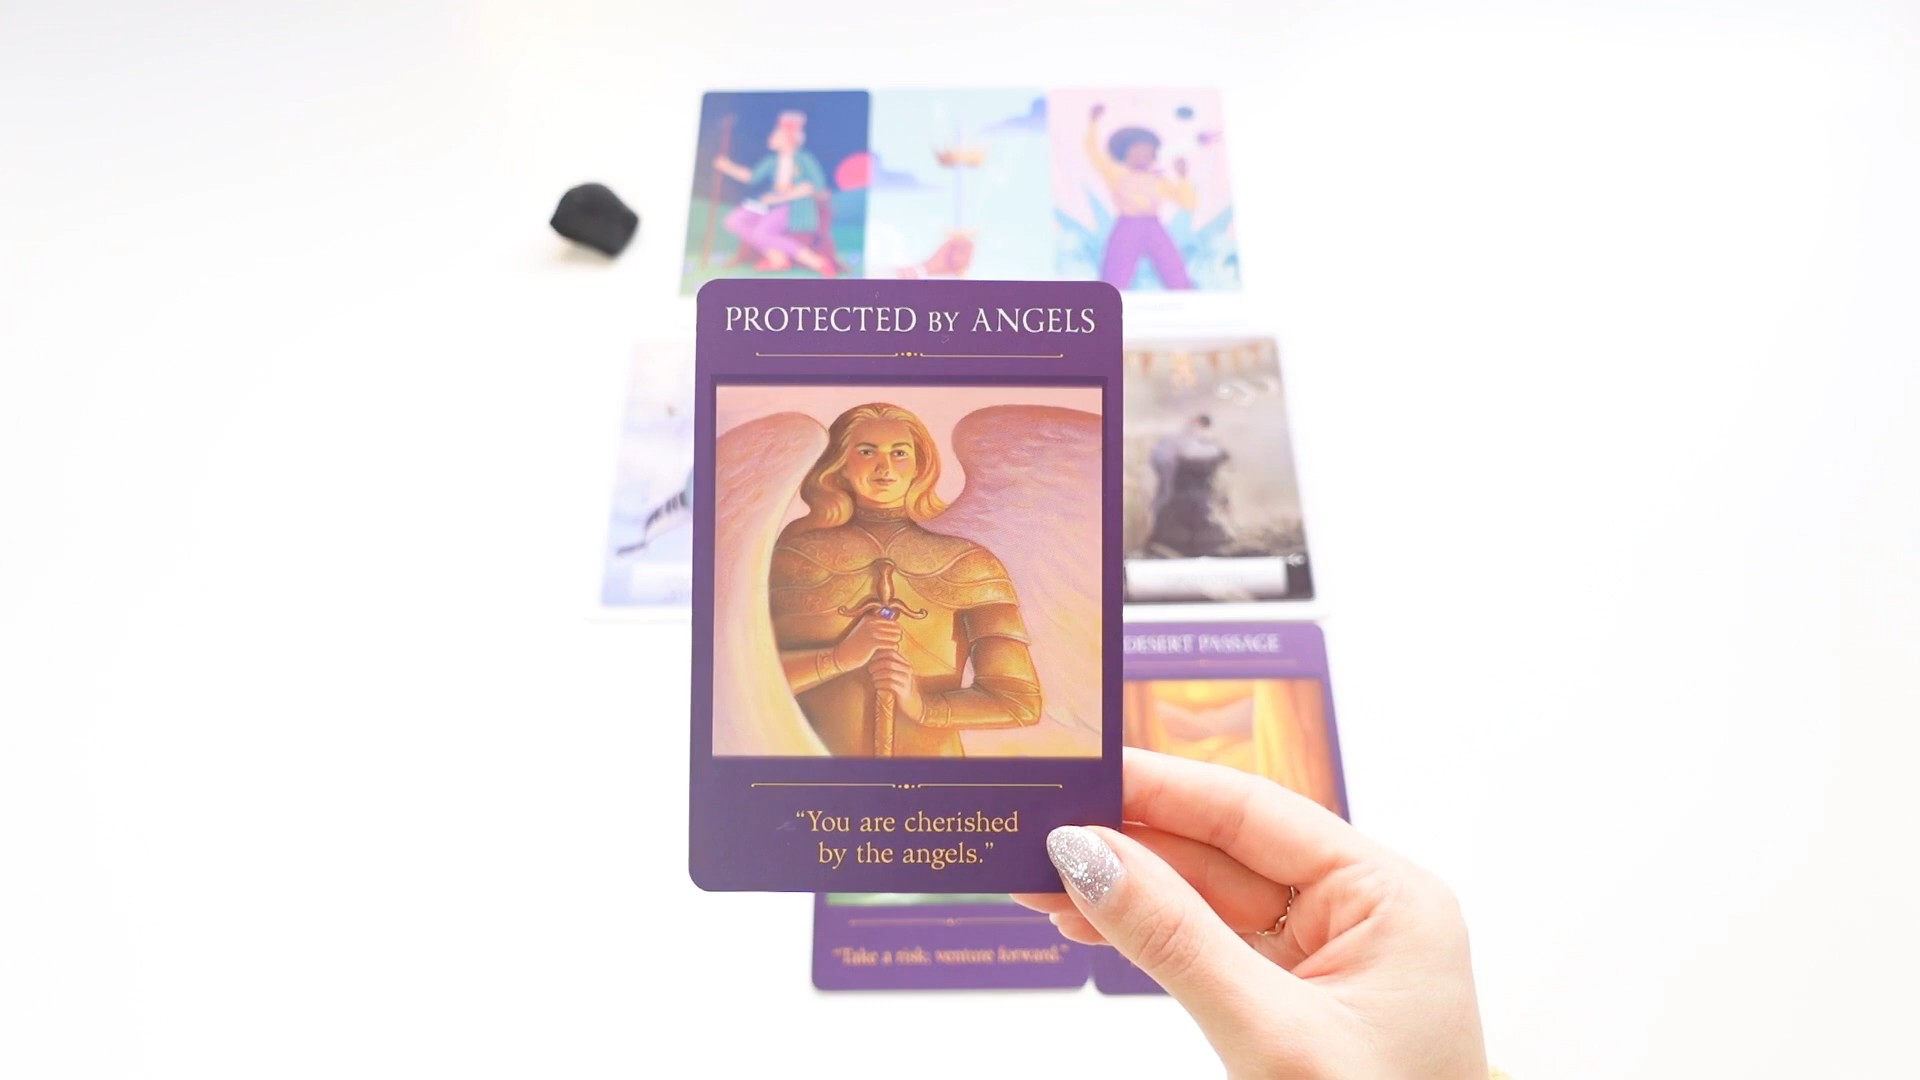 PROTECTED BY ANGELS
“You are cherished
by the angels.”
DESERT PASSAGE
“Take a risk, venture forward.”